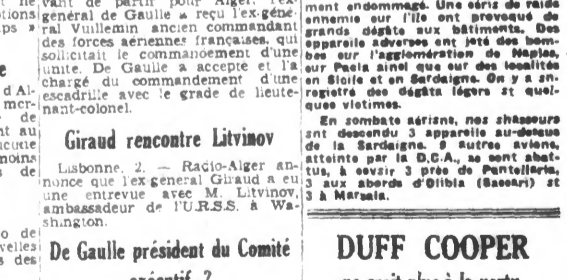 vant de partir pour Alger, l'ex-
général de Gaulle a reçu l'ex-géné-
ral Vuillemin ancien commandant
des forces aériennes françaises, qui
sollicitait le commandement d'une
unité. De Gaulle a accepté et l'a
chargé du commandement d'une
escadrille avec le grade de lieute-
nant-colonel.
Giraud rencontre Litvinov
Lisbonne, 2. — Radio-Alger an-
nonce que l'ex général Giraud a eu
une entrevue avec M. Litvinov,
ambassadeur de l'U.R.S.S. à Wa-
shington.
De Gaulle président du Comité
exécutif ?
ment endommagé. Une série de raids
ennemie sur l'île ont provoqué de
grands dégâts aux bâtiments. Des
appareils adverses ont jeté des bom-
bes sur l'agglomération de Naples,
sur Paola ainsi que sur des localités
en Sicile et en Sardaigne. On y a en-
registré des dégâts légers et quel-
ques victimes.
En combats aériens, nos chasseurs
ont descendu 3 appareils au-dessus
de la Sardaigne. 9 autres avions,
atteints par la D.C.A., se sont abat-
tus, à savoir 3 près de Pantelleria,
3 aux abords d'Olibia (Sassari) et
3 à Marsala.
DUFF COOPER